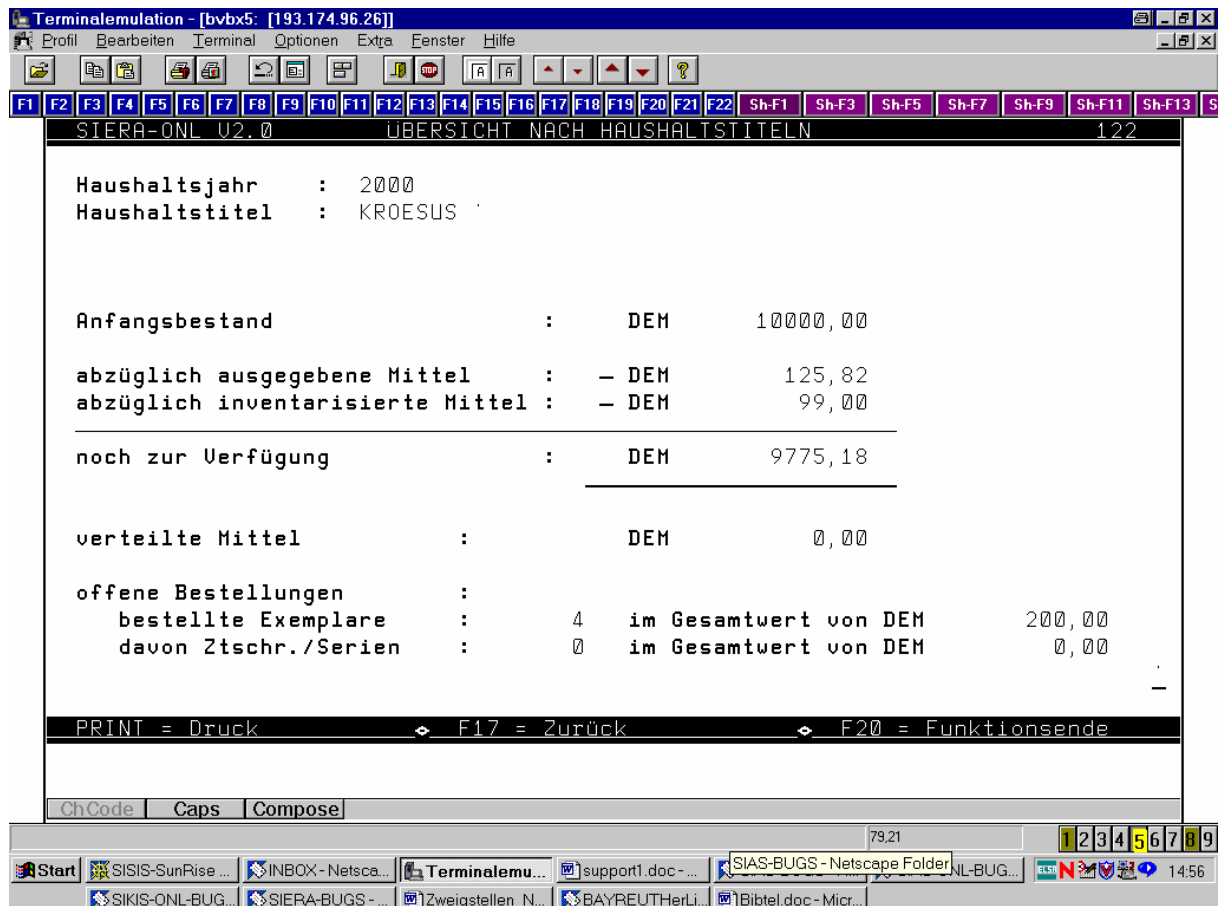 Terminalemulation - [bvbx5: [193.174.96.26]]
Profil Bearbeiten Terminal Optionen Extra Fenster Hilfe
STOP A A ?
F1 F2 F3 F4 F5 F6 F7 F8 F9 F10 F11 F12 F13 F14 F15 F16 F17 F18 F19 F20 F21 F22 Sh-F1 Sh-F3 Sh-F5 Sh-F7 Sh-F9 Sh-F11 Sh-F13 S
SIERA-ONL V2.0 ÜBERSICHT NACH HAUSHALTSTITELN 122
Haushaltsjahr : 2000
Haushaltstitel : KROESUS
Anfangsbestand : DEM 10000,00
abzüglich ausgegebene Mittel : – DEM 125,82
abzüglich inventarisierte Mittel : – DEM 99,00
noch zur Verfügung : DEM 9775,18
verteilte Mittel : DEM 0,00
offene Bestellungen :
bestellte Exemplare : 4 im Gesamtwert von DEM 200,00
davon Ztschr./Serien : 0 im Gesamtwert von DEM 0,00
PRINT = Druck F17 = Zurück F20 = Funktionsende
ChCode Caps Compose
79,21 1 2 3 4 5 6 7 8 9
Start SISIS-SunRise ... INBOX - Netsca... Terminalemu... support1.doc - ... SIAS-BUGS - Netscape Folder NL-BUG... 14:56
SIKIS-ONL-BUG... SIERA-BUGS - ... Zweigstellen_N... BAYREUTHerLi... Bibtel.doc - Micr...